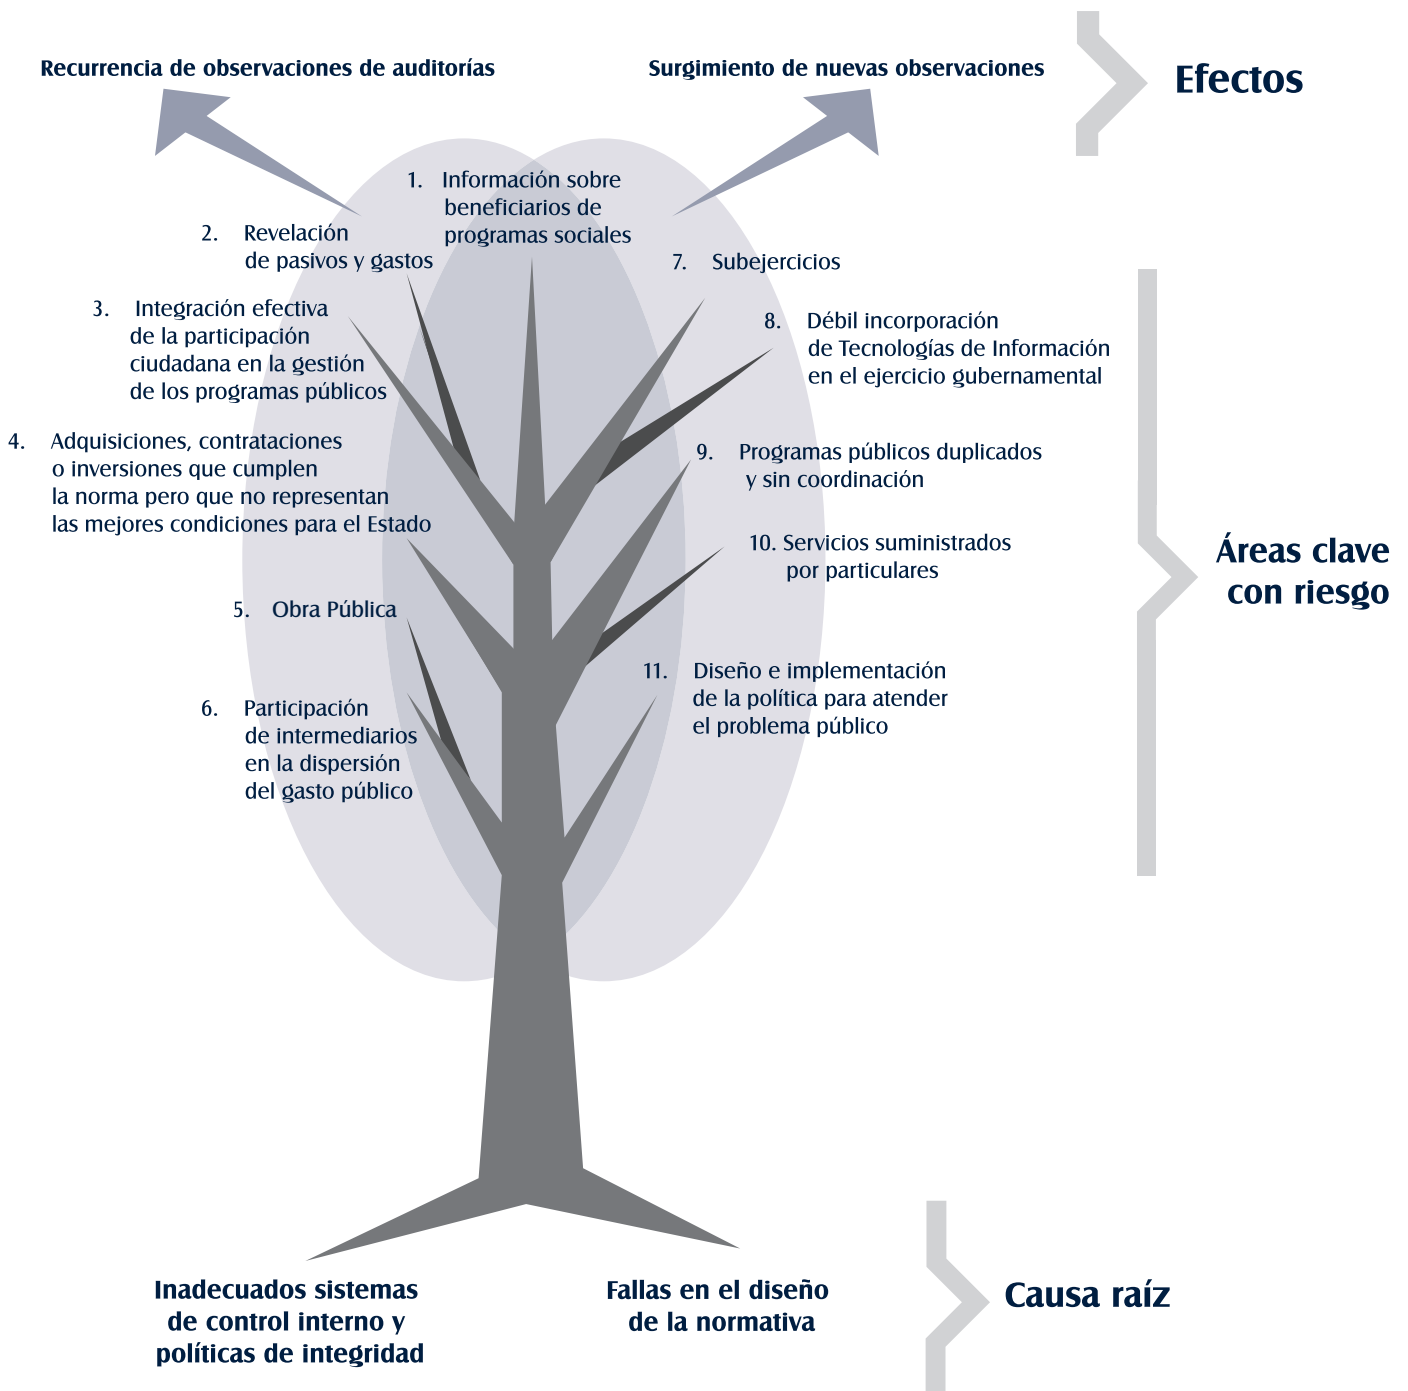 Recurrencia de observaciones de auditorías
Surgimiento de nuevas observaciones
Efectos
1. Información sobre
beneficiarios de
programas sociales
2. Revelación
de pasivos y gastos
3. Integración efectiva
de la participación
ciudadana en la gestión
de los programas públicos
4. Adquisiciones, contrataciones
o inversiones que cumplen
la norma pero que no representan
las mejores condiciones para el Estado
5. Obra Pública
6. Participación
de intermediarios
en la dispersión
del gasto público
7. Subejercicios
8. Débil incorporación
de Tecnologías de Información
en el ejercicio gubernamental
9. Programas públicos duplicados
y sin coordinación
10. Servicios suministrados
por particulares
11. Diseño e implementación
de la política para atender
el problema público
Áreas clave
con riesgo
Inadecuados sistemas
de control interno y
políticas de integridad
Fallas en el diseño
de la normativa
Causa raíz